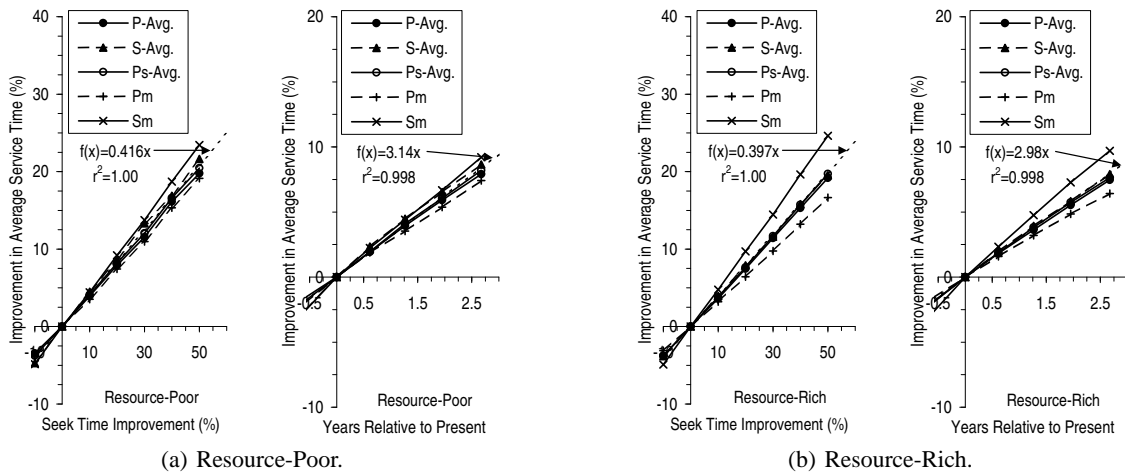 40
30
20
10
0
-10
Improvement in Average Service Time (%)
P-Avg.
S-Avg.
Ps-Avg.
Pm
Sm
f(x)=0.416x
r²=1.00
10 30 50
Resource-Poor
Seek Time Improvement (%)
20
10
0
-10
Improvement in Average Service Time (%)
P-Avg.
S-Avg.
Ps-Avg.
Pm
Sm
f(x)=3.14x
r²=0.998
-0.5 0.5 1.5 2.5
Resource-Poor
Years Relative to Present
(a) Resource-Poor.
40
30
20
10
0
-10
Improvement in Average Service Time (%)
P-Avg.
S-Avg.
Ps-Avg.
Pm
Sm
f(x)=0.397x
r²=1.00
10 30 50
Resource-Rich
Seek Time Improvement (%)
20
10
0
-10
Improvement in Average Service Time (%)
P-Avg.
S-Avg.
Ps-Avg.
Pm
Sm
f(x)=2.98x
r²=0.998
-0.5 0.5 1.5 2.5
Resource-Rich
Years Relative to Present
(b) Resource-Rich.